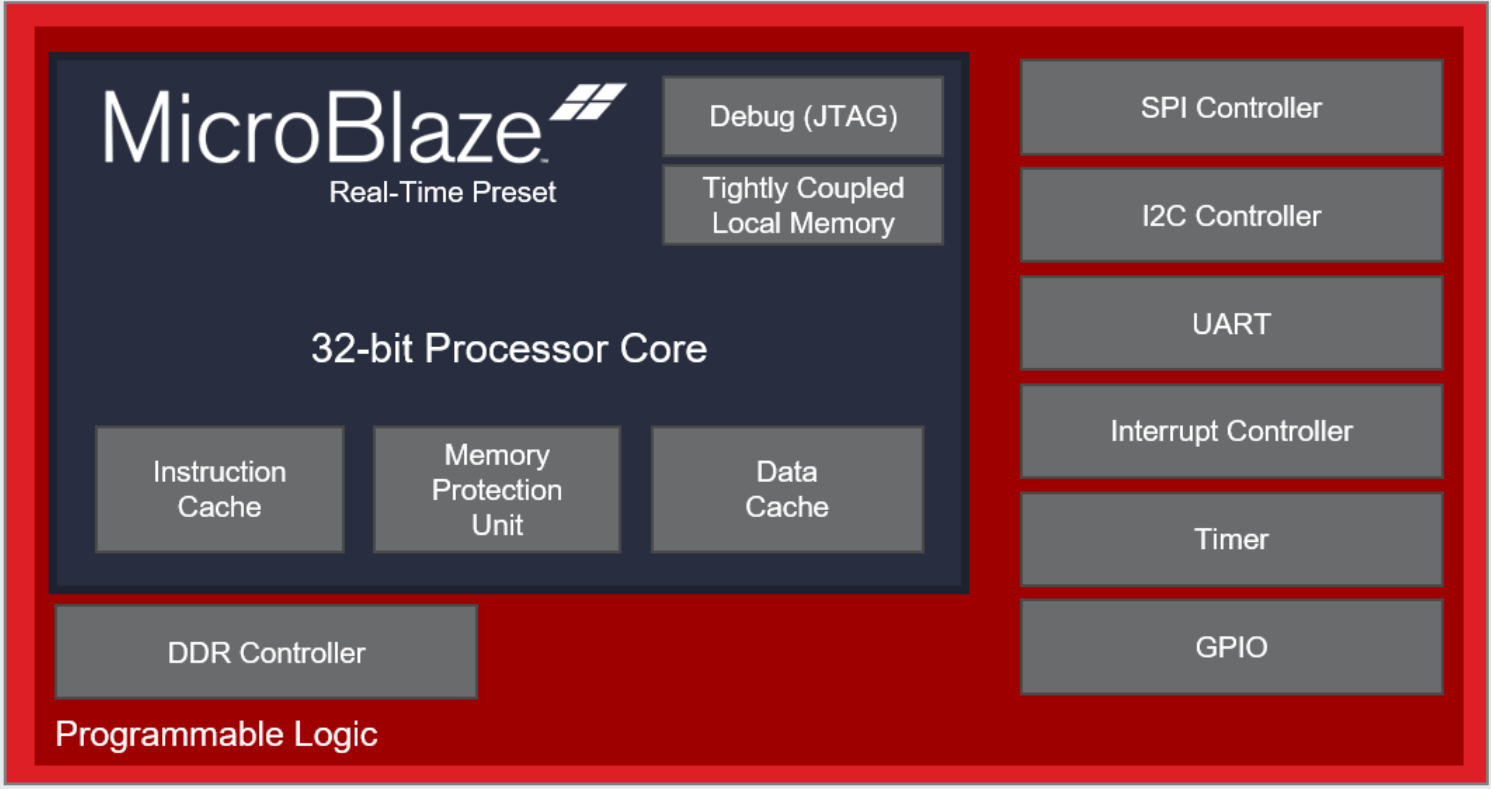 MicroBlaze™
Real-Time Preset
Debug (JTAG)
Tightly Coupled
Local Memory
32-bit Processor Core
Instruction
Cache
Memory
Protection
Unit
Data
Cache
DDR Controller
Programmable Logic
SPI Controller
I2C Controller
UART
Interrupt Controller
Timer
GPIO